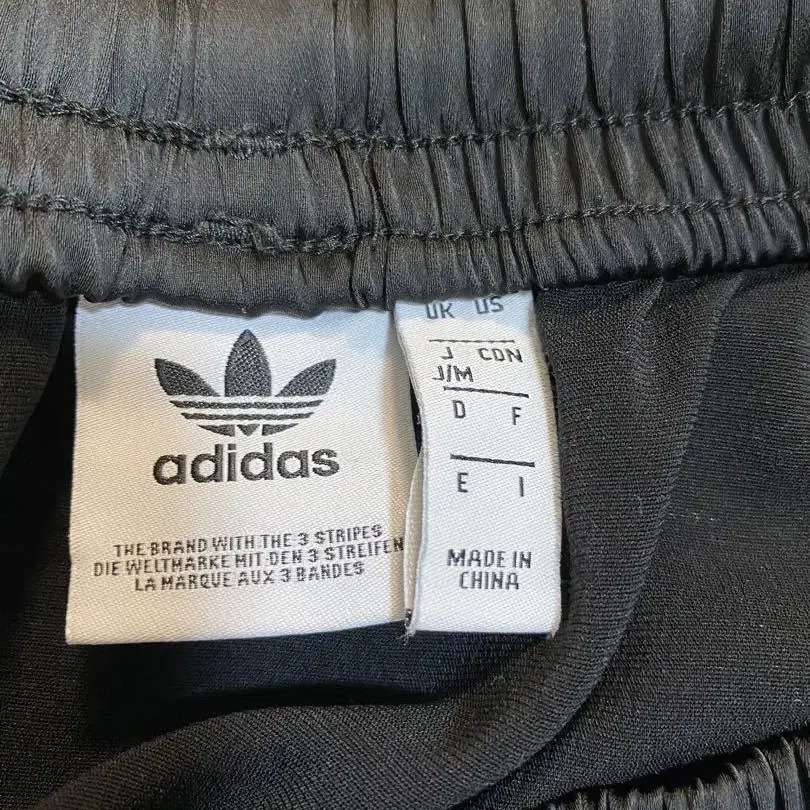 adidas
THE BRAND WITH THE 3 STRIPES
DIE WELTMARKE MIT DEN 3 STREIFEN
LA MARQUE AUX 3 BANDES
UK US
J CDN
J/M
D F
E I
MADE IN
CHINA